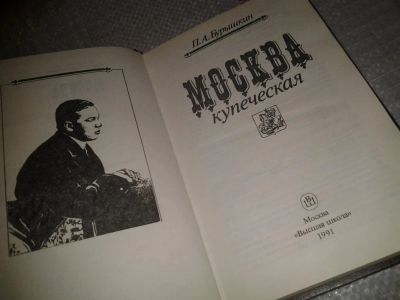 П. А. Бурышкин
МОСКВА
купеческая
Москва
«Высшая школа»
1991